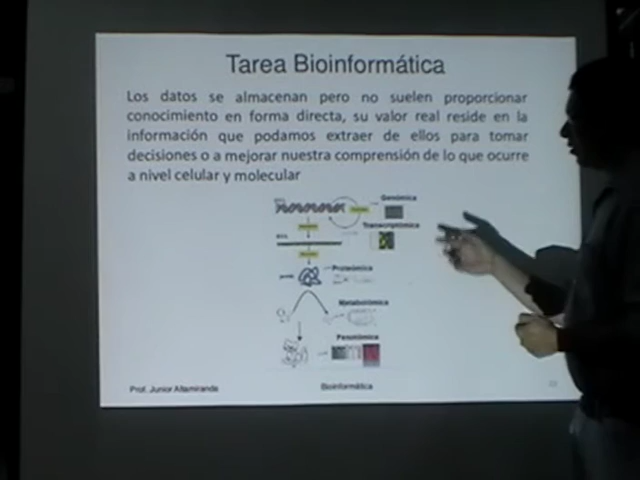 Tarea Bioinformática
Los datos se almacenan pero no suelen proporcionar
conocimiento en forma directa, su valor real reside en la
información que podamos extraer de ellos para tomar
decisiones o a mejorar nuestra comprensión de lo que ocurre
a nivel celular y molecular
Genómica
Transcriptómica
Proteómica
Metabolómica
Fenómica
Prof. Junior Altamiranda
Bioinformática